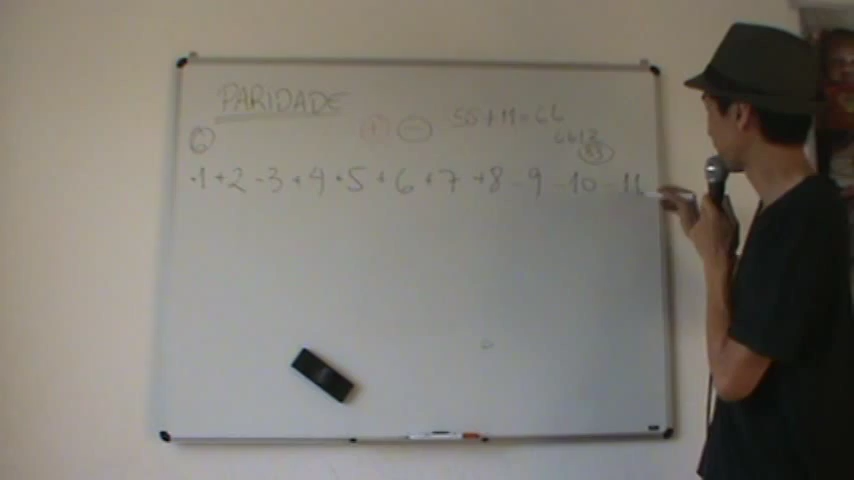 PARIDADE
+ - 55+11=66
6 66:2
33
-1 +2 -3 +4 +5 +6 +7 +8 -9 -10 -11